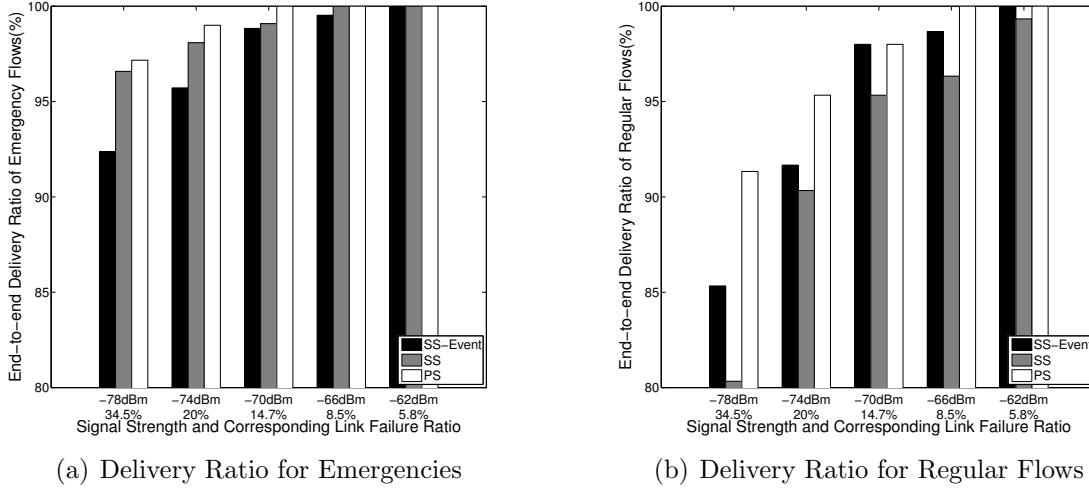 End−to−end Delivery Ratio of Emergency Flows(%)
100
95
90
85
80
SS−Event
SS
PS
−78dBm −74dBm −70dBm −66dBm −62dBm
34.5% 20% 14.7% 8.5% 5.8%
Signal Strength and Corresponding Link Failure Ratio
(a) Delivery Ratio for Emergencies
End−to−end Delivery Ratio of Regular Flows(%)
100
95
90
85
80
SS−Event
SS
PS
−78dBm −74dBm −70dBm −66dBm −62dBm
34.5% 20% 14.7% 8.5% 5.8%
Signal Strength and Corresponding Link Failure Ratio
(b) Delivery Ratio for Regular Flows